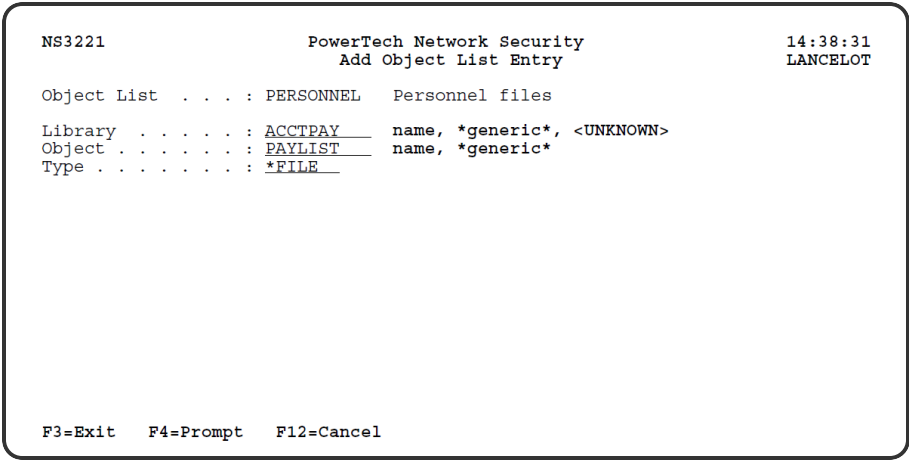 NS3221 PowerTech Network Security 14:38:31
Add Object List Entry LANCELOT
Object List . . . : PERSONNEL Personnel files
Library . . . . . : ACCTPAY name, *generic*, <UNKNOWN>
Object . . . . . . : PAYLIST name, *generic*
Type . . . . . . . : *FILE
F3=Exit F4=Prompt F12=Cancel